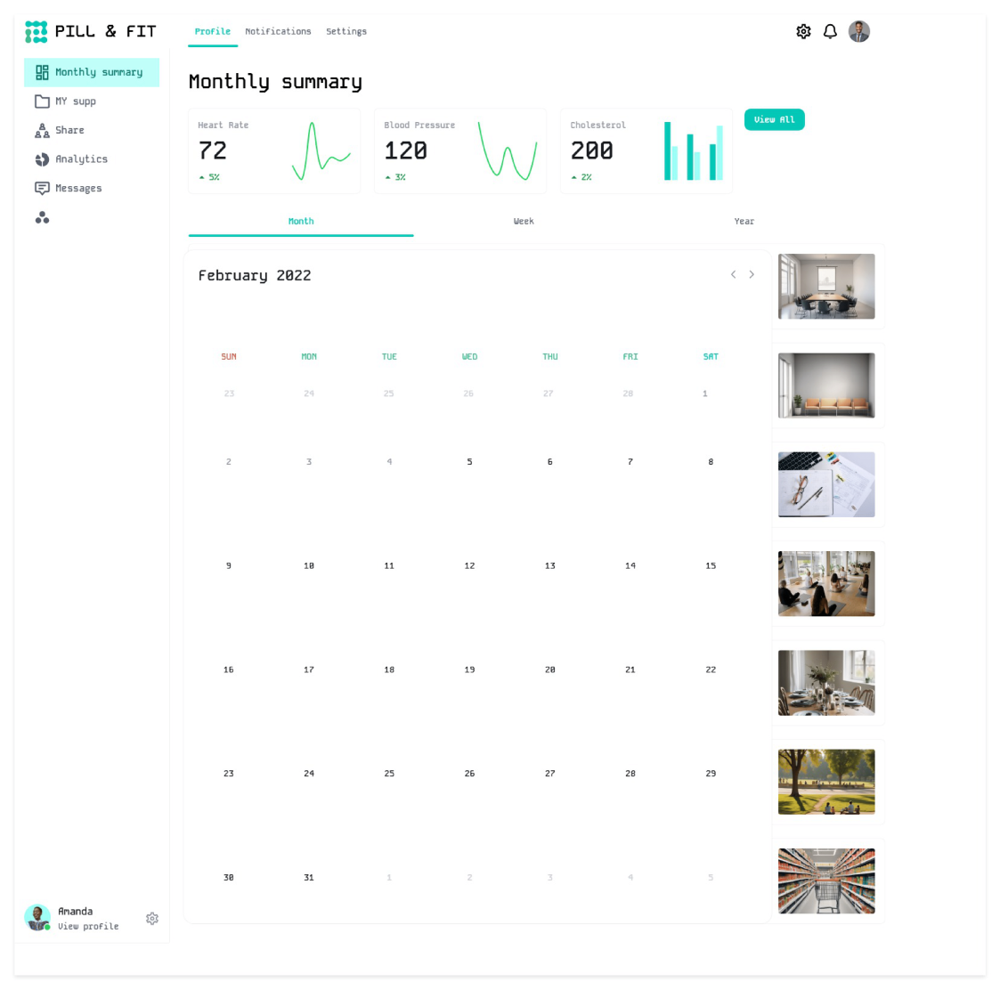 PILL & FIT
Profile Notifications Settings
Monthly summary
MY supp
Share
Analytics
Messages
Monthly summary
Heart Rate
72
5%
Blood Pressure
120
3%
Cholesterol
200
2%
View All
Month Week Year
February 2022
SUN MON TUE WED THU FRI SAT
23 24 25 26 27 28 1
2 3 4 5 6 7 8
9 10 11 12 13 14 15
16 17 18 19 20 21 22
23 24 25 26 27 28 29
30 31 1 2 3 4 5
Amanda
View profile